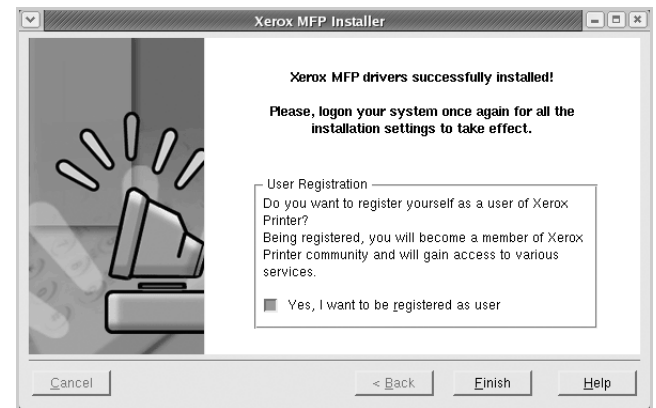 Xerox MFP Installer
Xerox MFP drivers successfully installed!
Please, logon your system once again for all the
installation settings to take effect.
User Registration
Do you want to register yourself as a user of Xerox
Printer?
Being registered, you will become a member of Xerox
Printer community and will gain access to various
services.
Yes, I want to be registered as user
Cancel
< Back
Finish
Help